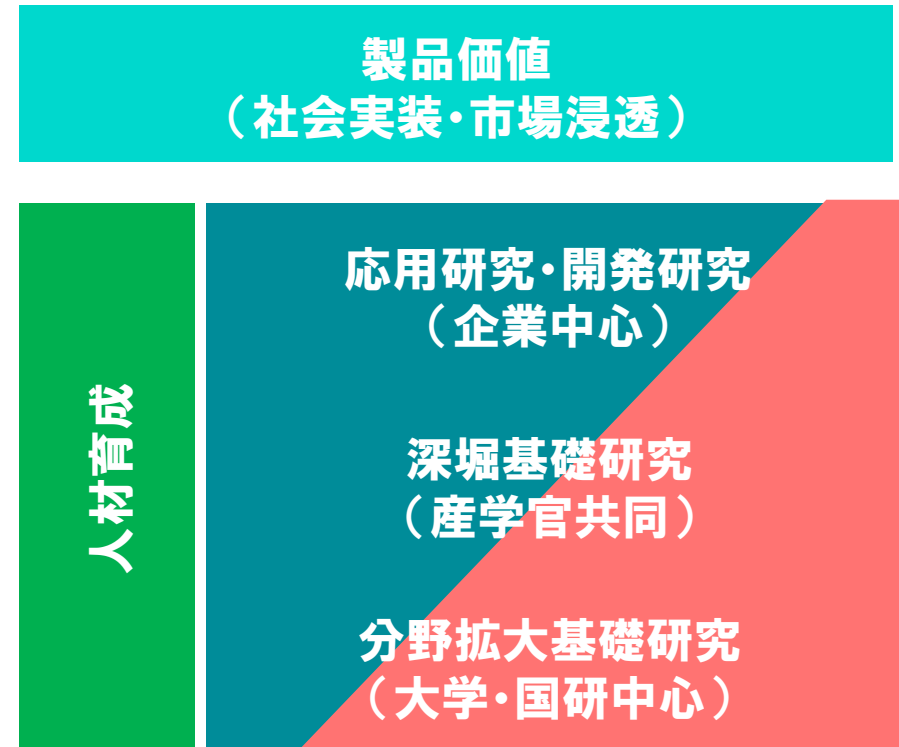 製品価値
（社会実装・市場浸透）
人材育成
応用研究・開発研究
（企業中心）
深堀基礎研究
（産学官共同）
分野拡大基礎研究
（大学・国研中心）